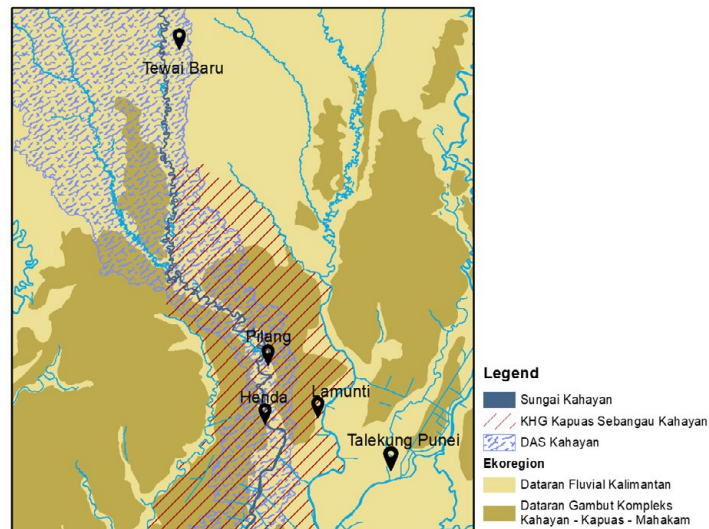 Tewai Baru
Pilang
Lamunti
Henda
Talekung Punei
Legend
Sungai Kahayan
KHG Kapuas Sebangau Kahayan
DAS Kahayan
Ekoregion
Dataran Fluvial Kalimantan
Dataran Gambut Kompleks
Kahayan - Kapuas - Mahakam